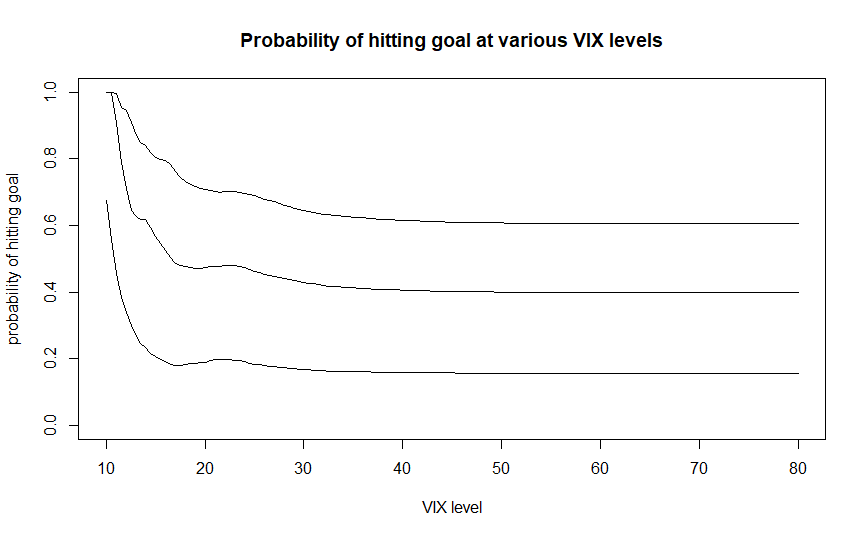 Probability of hitting goal at various VIX levels
probability of hitting goal
1.0
0.8
0.6
0.4
0.2
0.0
10 20 30 40 50 60 70 80
VIX level